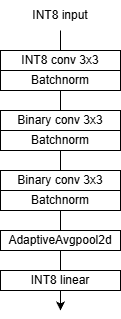 INT8 input
INT8 conv 3x3
Batchnorm
Binary conv 3x3
Batchnorm
Binary conv 3x3
Batchnorm
AdaptiveAvgpool2d
INT8 linear